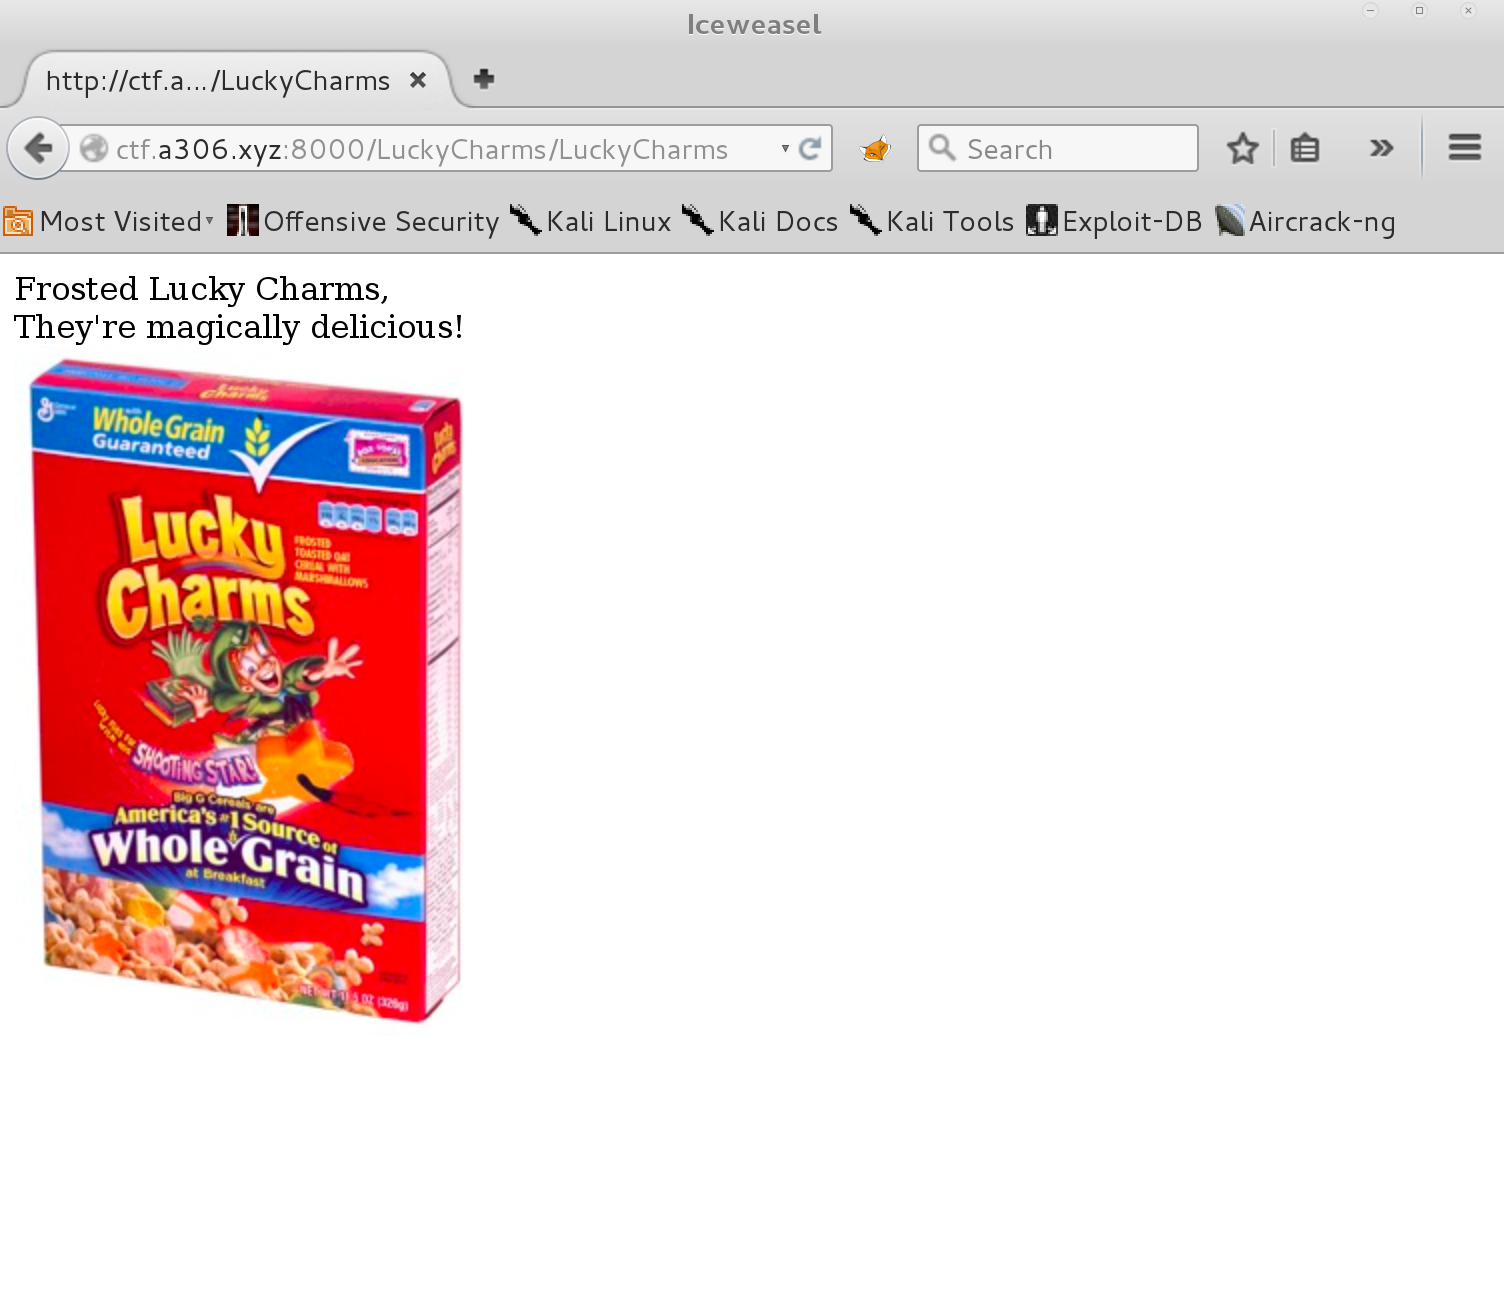 Iceweasel
http://ctf.a.../LuckyCharms
ctf.a306.xyz:8000/LuckyCharms/LuckyCharms
Search
Most Visited
Offensive Security
Kali Linux
Kali Docs
Kali Tools
Exploit-DB
Aircrack-ng
Frosted Lucky Charms,
They're magically delicious!
Lucky
Charms
with
Whole Grain
Guaranteed
Lucky
Charms
FROSTED
TOASTED OAT
CEREAL WITH
MARSHMALLOWS
SHOOTING STAR!
Big G Cereals are
America's #1 Source of
Whole Grain
at Breakfast
NET WT 11.5 OZ (326g)